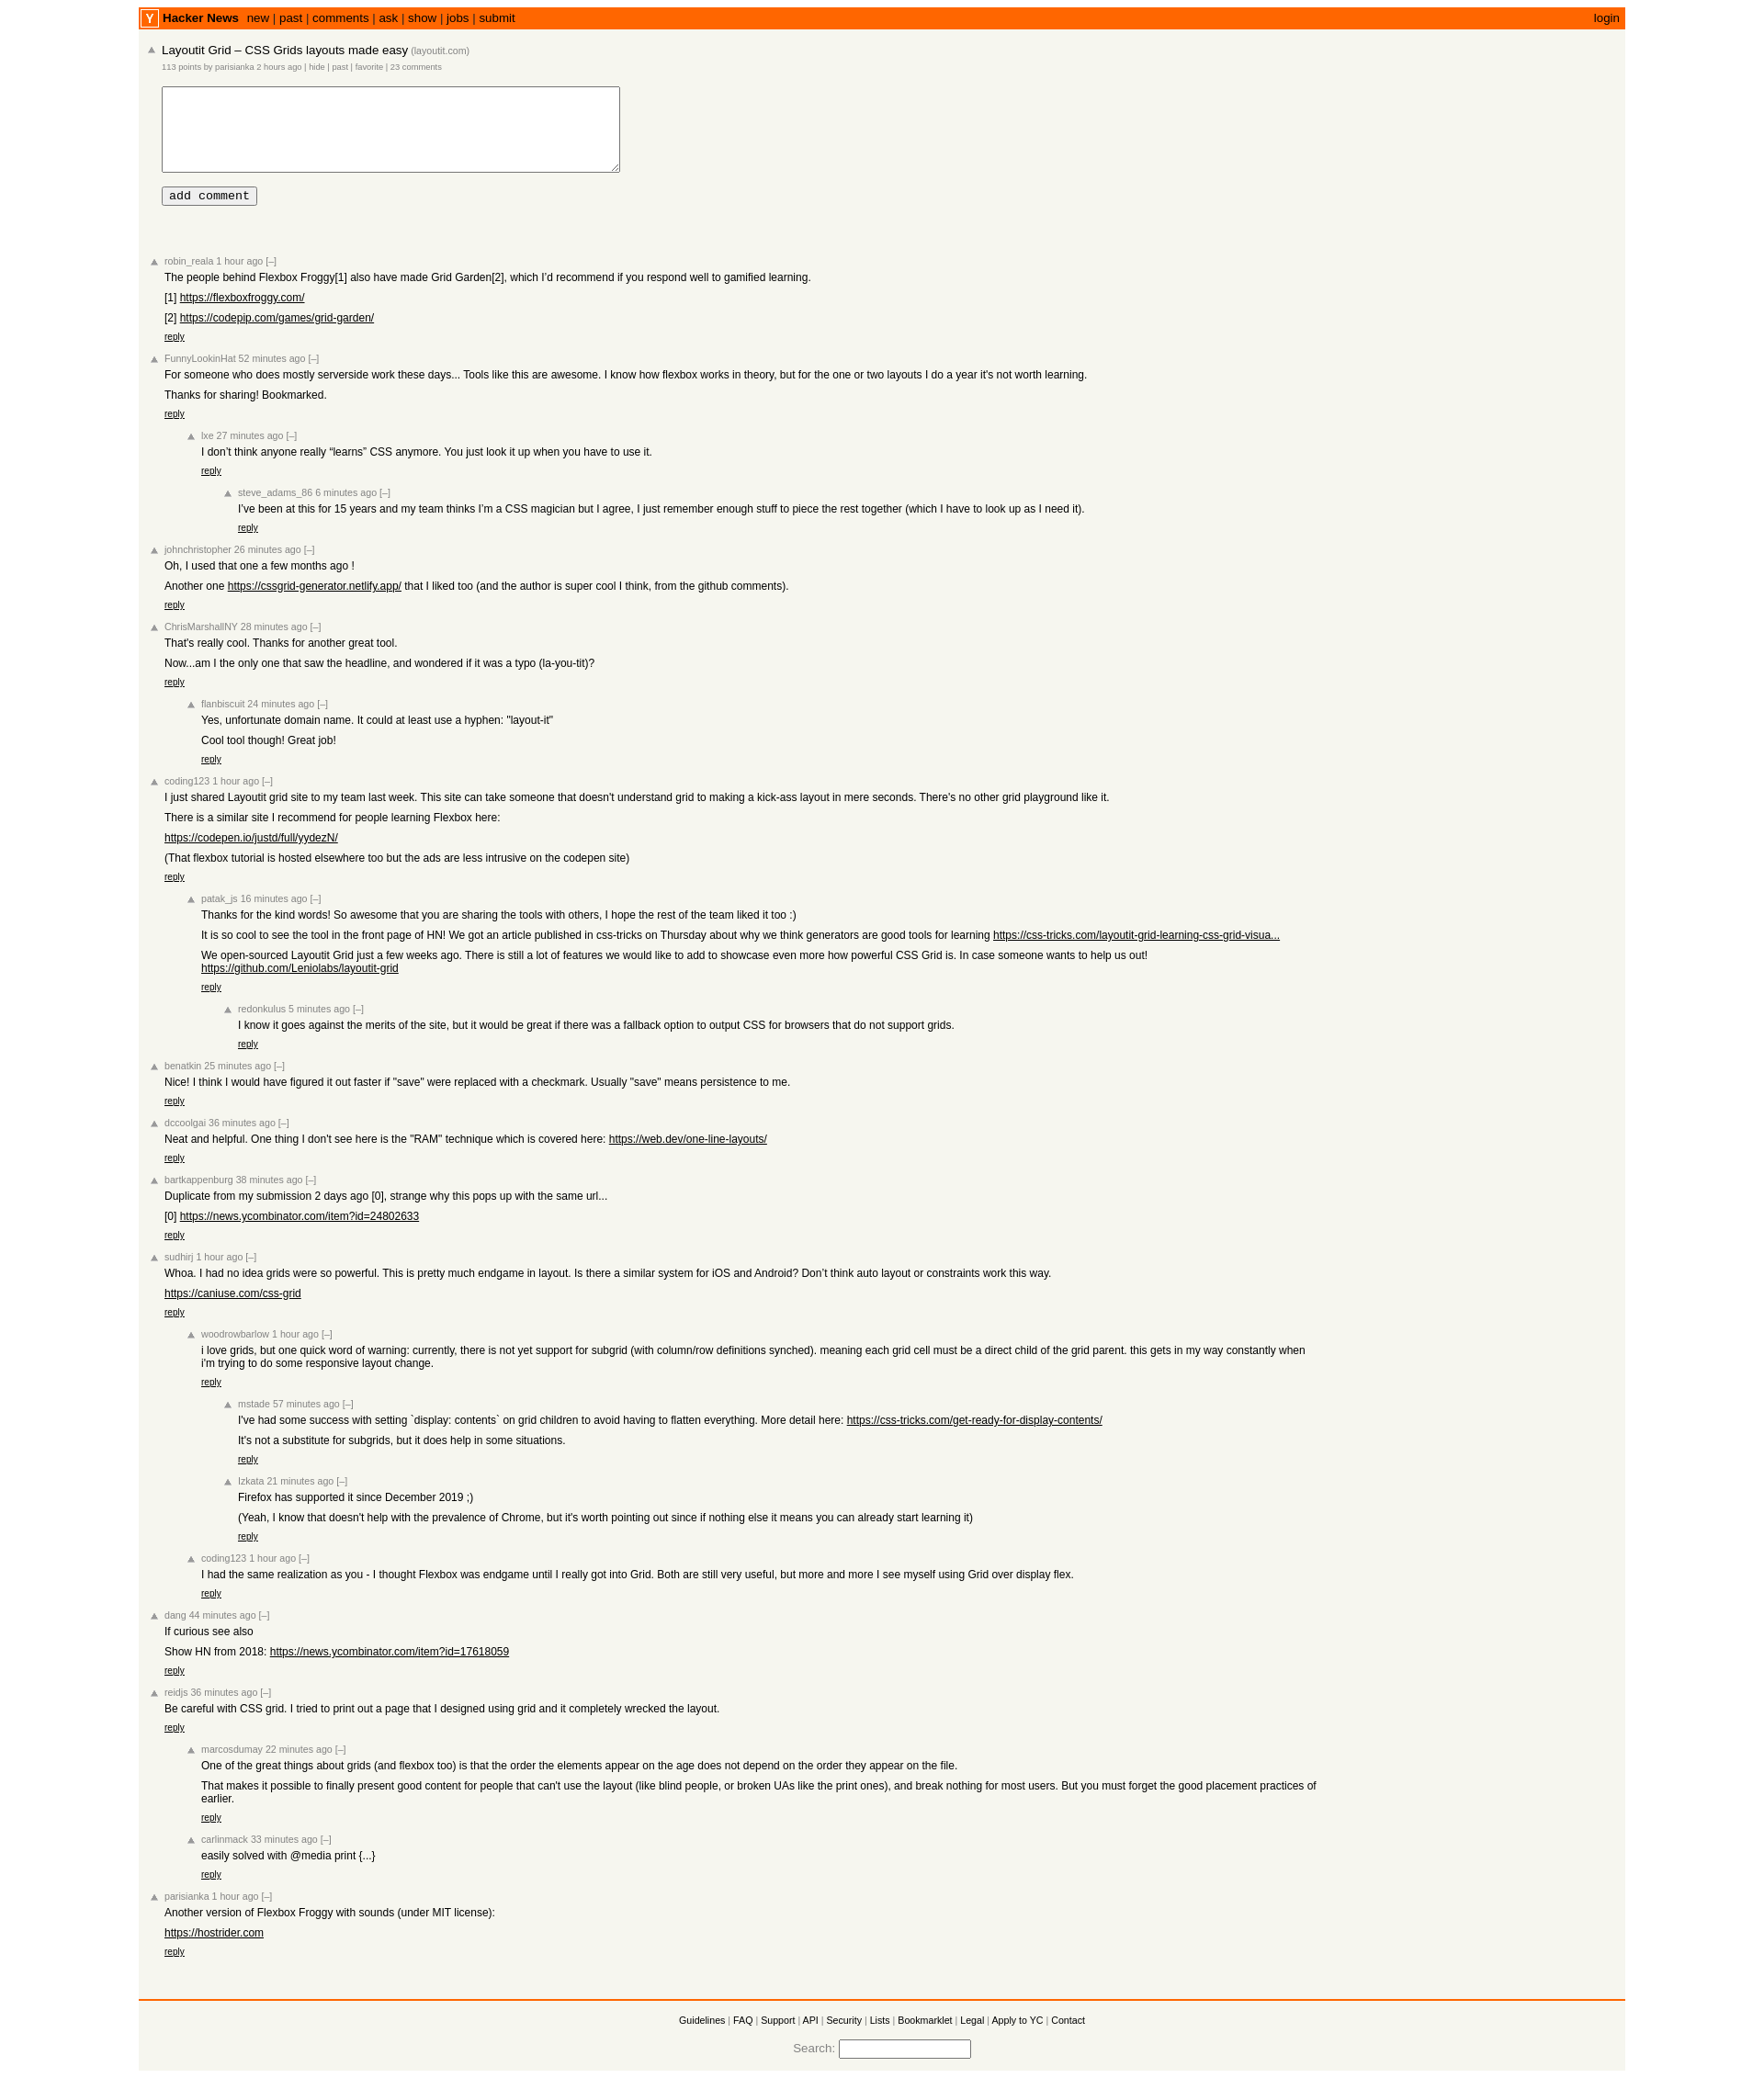 Y Hacker News new | past | comments | ask | show | jobs | submit login
Layoutit Grid – CSS Grids layouts made easy (layoutit.com)
113 points by parisianka 2 hours ago | hide | past | favorite | 23 comments
add comment
robin_reala 1 hour ago [–]
The people behind Flexbox Froggy[1] also have made Grid Garden[2], which I’d recommend if you respond well to gamified learning.
[1] https://flexboxfroggy.com/
[2] https://codepip.com/games/grid-garden/
reply
FunnyLookinHat 52 minutes ago [–]
For someone who does mostly serverside work these days... Tools like this are awesome. I know how flexbox works in theory, but for the one or two layouts I do a year it's not worth learning.
Thanks for sharing! Bookmarked.
reply
lxe 27 minutes ago [–]
I don’t think anyone really “learns” CSS anymore. You just look it up when you have to use it.
reply
steve_adams_86 6 minutes ago [–]
I’ve been at this for 15 years and my team thinks I’m a CSS magician but I agree, I just remember enough stuff to piece the rest together (which I have to look up as I need it).
reply
johnchristopher 26 minutes ago [–]
Oh, I used that one a few months ago !
Another one https://cssgrid-generator.netlify.app/ that I liked too (and the author is super cool I think, from the github comments).
reply
ChrisMarshallNY 28 minutes ago [–]
That's really cool. Thanks for another great tool.
Now...am I the only one that saw the headline, and wondered if it was a typo (la-you-tit)?
reply
flanbiscuit 24 minutes ago [–]
Yes, unfortunate domain name. It could at least use a hyphen: "layout-it"
Cool tool though! Great job!
reply
coding123 1 hour ago [–]
I just shared Layoutit grid site to my team last week. This site can take someone that doesn't understand grid to making a kick-ass layout in mere seconds. There's no other grid playground like it.
There is a similar site I recommend for people learning Flexbox here:
https://codepen.io/justd/full/yydezN/
(That flexbox tutorial is hosted elsewhere too but the ads are less intrusive on the codepen site)
reply
patak_js 16 minutes ago [–]
Thanks for the kind words! So awesome that you are sharing the tools with others, I hope the rest of the team liked it too :)
It is so cool to see the tool in the front page of HN! We got an article published in css-tricks on Thursday about why we think generators are good tools for learning https://css-tricks.com/layoutit-grid-learning-css-grid-visua...
We open-sourced Layoutit Grid just a few weeks ago. There is still a lot of features we would like to add to showcase even more how powerful CSS Grid is. In case someone wants to help us out!
https://github.com/Leniolabs/layoutit-grid
reply
redonkulus 5 minutes ago [–]
I know it goes against the merits of the site, but it would be great if there was a fallback option to output CSS for browsers that do not support grids.
reply
benatkin 25 minutes ago [–]
Nice! I think I would have figured it out faster if "save" were replaced with a checkmark. Usually "save" means persistence to me.
reply
dccoolgai 36 minutes ago [–]
Neat and helpful. One thing I don't see here is the "RAM" technique which is covered here: https://web.dev/one-line-layouts/
reply
bartkappenburg 38 minutes ago [–]
Duplicate from my submission 2 days ago [0], strange why this pops up with the same url...
[0] https://news.ycombinator.com/item?id=24802633
reply
sudhirj 1 hour ago [–]
Whoa. I had no idea grids were so powerful. This is pretty much endgame in layout. Is there a similar system for iOS and Android? Don’t think auto layout or constraints work this way.
https://caniuse.com/css-grid
reply
woodrowbarlow 1 hour ago [–]
i love grids, but one quick word of warning: currently, there is not yet support for subgrid (with column/row definitions synched). meaning each grid cell must be a direct child of the grid parent. this gets in my way constantly when
i'm trying to do some responsive layout change.
reply
mstade 57 minutes ago [–]
I've had some success with setting `display: contents` on grid children to avoid having to flatten everything. More detail here: https://css-tricks.com/get-ready-for-display-contents/
It's not a substitute for subgrids, but it does help in some situations.
reply
Izkata 21 minutes ago [–]
Firefox has supported it since December 2019 ;)
(Yeah, I know that doesn't help with the prevalence of Chrome, but it's worth pointing out since if nothing else it means you can already start learning it)
reply
coding123 1 hour ago [–]
I had the same realization as you - I thought Flexbox was endgame until I really got into Grid. Both are still very useful, but more and more I see myself using Grid over display flex.
reply
dang 44 minutes ago [–]
If curious see also
Show HN from 2018: https://news.ycombinator.com/item?id=17618059
reply
reidjs 36 minutes ago [–]
Be careful with CSS grid. I tried to print out a page that I designed using grid and it completely wrecked the layout.
reply
marcosdumay 22 minutes ago [–]
One of the great things about grids (and flexbox too) is that the order the elements appear on the age does not depend on the order they appear on the file.
That makes it possible to finally present good content for people that can't use the layout (like blind people, or broken UAs like the print ones), and break nothing for most users. But you must forget the good placement practices of
earlier.
reply
carlinmack 33 minutes ago [–]
easily solved with @media print {...}
reply
parisianka 1 hour ago [–]
Another version of Flexbox Froggy with sounds (under MIT license):
https://hostrider.com
reply
Guidelines | FAQ | Support | API | Security | Lists | Bookmarklet | Legal | Apply to YC | Contact
Search: